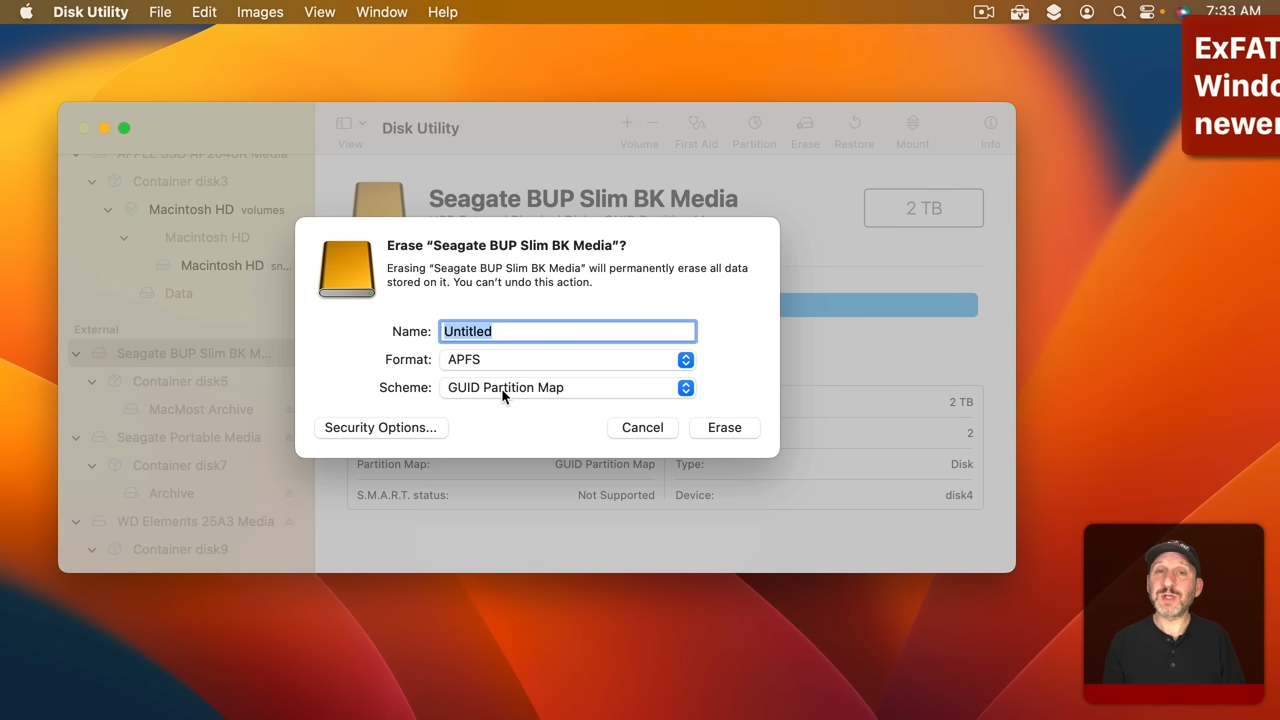 Disk Utility File Edit Images View Window Help 7:33 AM
ExFAT
Windo
newer
Disk Utility
View
Volume First Aid Partition Erase Restore Mount Info
APPLE SSD AP2048R Media
Container disk3
Macintosh HD volumes
Macintosh HD
Macintosh HD sn...
Data
External
Seagate BUP Slim BK M...
Container disk5
MacMost Archive
Seagate Portable Media
Container disk7
Archive
WD Elements 25A3 Media
Container disk9
Seagate BUP Slim BK Media
2 TB
Erase “Seagate BUP Slim BK Media”?
Erasing “Seagate BUP Slim BK Media” will permanently erase all data
stored on it. You can’t undo this action.
Name: Untitled
Format: APFS
Scheme: GUID Partition Map
Security Options... Cancel Erase
2 TB
2
Partition Map: GUID Partition Map Type: Disk
S.M.A.R.T. status: Not Supported Device: disk4